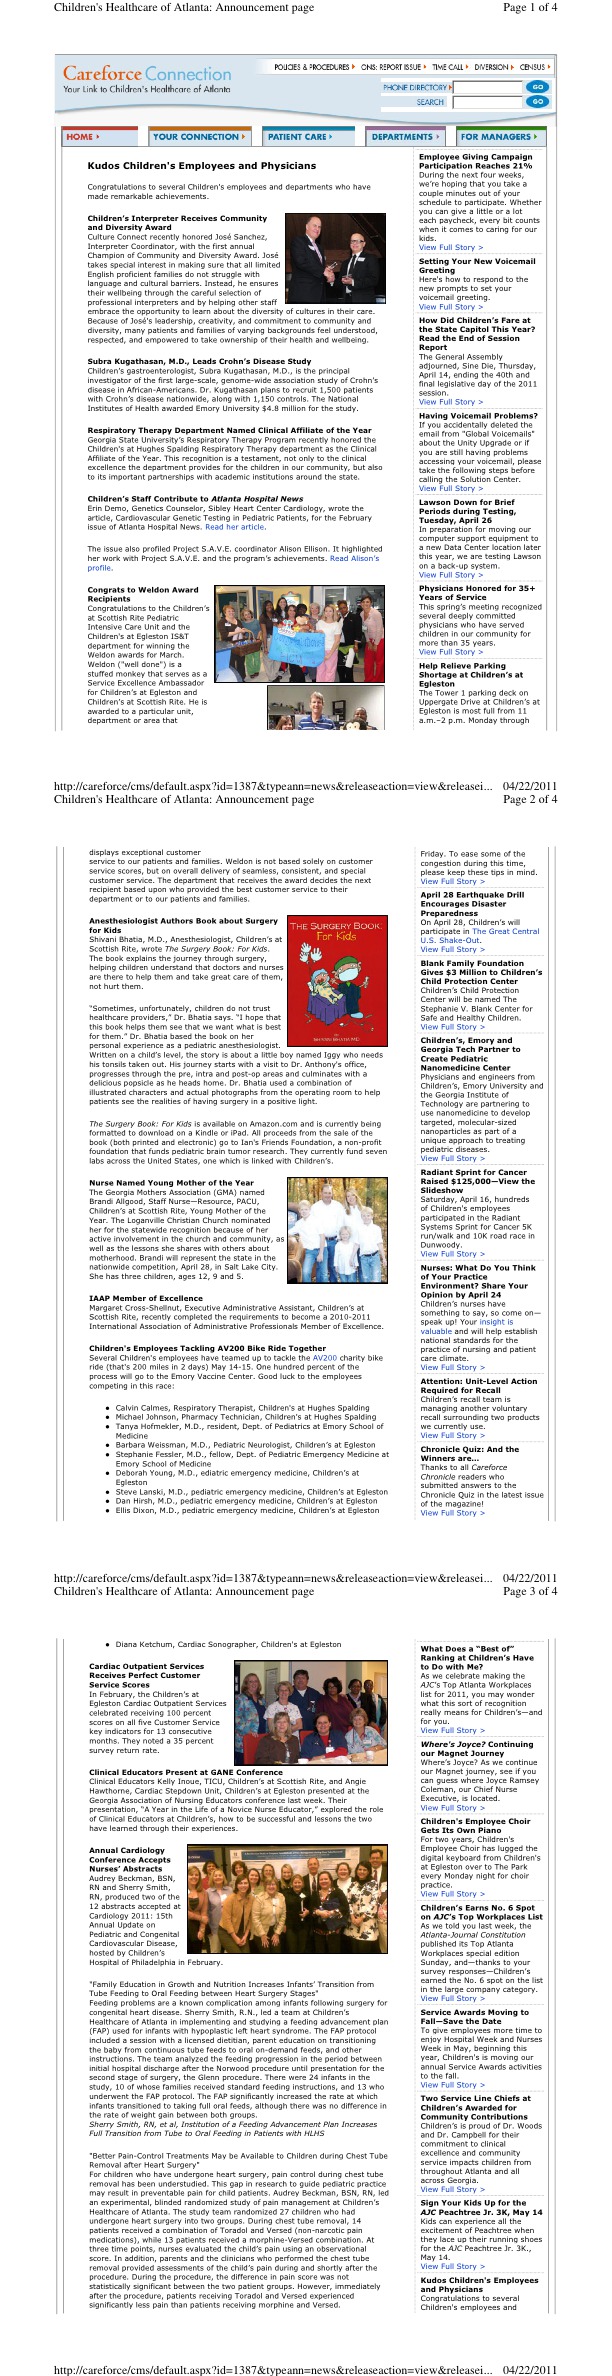 Children's Healthcare of Atlanta: Announcement page Page 1 of 4
Careforce Connection
Your Link to Children's Healthcare of Atlanta
POLICIES & PROCEDURES ONS: REPORT ISSUE TIME CALL DIVERSION CENSUS
PHONE DIRECTORY GO
SEARCH GO
HOME YOUR CONNECTION PATIENT CARE DEPARTMENTS FOR MANAGERS
Kudos Children's Employees and Physicians
Congratulations to several Children's employees and departments who have
made remarkable achievements.
Children's Interpreter Receives Community
and Diversity Award
Culture Connect recently honored José Sanchez,
Interpreter Coordinator, with the first annual
Champion of Community and Diversity Award. José
takes special interest in making sure that all limited
English proficient families do not struggle with
language and cultural barriers. Instead, he ensures
their wellbeing through the careful selection of
professional interpreters and by helping other staff
embrace the opportunity to learn about the diversity of cultures in their care.
Because of José's leadership, creativity, and commitment to community and
diversity, many patients and families of varying backgrounds feel understood,
respected, and empowered to take ownership of their health and wellbeing.
Subra Kugathasan, M.D., Leads Crohn's Disease Study
Children's gastroenterologist, Subra Kugathasan, M.D., is the principal
investigator of the first large-scale, genome-wide association study of Crohn's
disease in African-Americans. Dr. Kugathasan plans to recruit 1,500 patients
with Crohn's disease nationwide, along with 1,150 controls. The National
Institutes of Health awarded Emory University $4.8 million for the study.
Respiratory Therapy Department Named Clinical Affiliate of the Year
Georgia State University's Respiratory Therapy Program recently honored the
Children's at Hughes Spalding Respiratory Therapy department as the Clinical
Affiliate of the Year. This recognition is a testament, not only to the clinical
excellence the department provides for the children in our community, but also
to its important partnerships with academic institutions around the state.
Children's Staff Contribute to Atlanta Hospital News
Erin Demo, Genetics Counselor, Sibley Heart Center Cardiology, wrote the
article, Cardiovascular Genetic Testing in Pediatric Patients, for the February
issue of Atlanta Hospital News. Read her article.
The issue also profiled Project S.A.V.E. coordinator Alison Ellison. It highlighted
her work with Project S.A.V.E. and the program's achievements. Read Alison's
profile.
Congrats to Weldon Award
Recipients
Congratulations to the Children's
at Scottish Rite Pediatric
Intensive Care Unit and the
Children's at Egleston IS&T
department for winning the
Weldon awards for March.
Weldon ("well done") is a
stuffed monkey that serves as a
Service Excellence Ambassador
for Children's at Egleston and
Children's at Scottish Rite. He is
awarded to a particular unit,
department or area that
Employee Giving Campaign
Participation Reaches 21%
During the next four weeks,
we're hoping that you take a
couple minutes out of your
schedule to participate. Whether
you can give a little or a lot
each paycheck, every bit counts
when it comes to caring for our
kids.
View Full Story >
Setting Your New Voicemail
Greeting
Here's how to respond to the
new prompts to set your
voicemail greeting.
View Full Story >
How Did Children's Fare at
the State Capitol This Year?
Read the End of Session
Report
The General Assembly
adjourned, Sine Die, Thursday,
April 14, ending the 40th and
final legislative day of the 2011
session.
View Full Story >
Having Voicemail Problems?
If you accidentally deleted the
email from "Global Voicemails"
about the Unity Upgrade or if
you are still having problems
accessing your voicemail, please
take the following steps before
calling the Solution Center.
View Full Story >
Lawson Down for Brief
Periods during Testing,
Tuesday, April 26
In preparation for moving our
computer support equipment to
a new Data Center location later
this year, we are testing Lawson
on a back-up system.
View Full Story >
Physicians Honored for 35+
Years of Service
This spring's meeting recognized
several deeply committed
physicians who have served
children in our community for
more than 35 years.
View Full Story >
Help Relieve Parking
Shortage at Children's at
Egleston
The Tower 1 parking deck on
Uppergate Drive at Children's at
Egleston is most full from 11
a.m.–2 p.m. Monday through
http://careforce/cms/default.aspx?id=1387&typeann=news&releaseaction=view&releasei... 04/22/2011
Children's Healthcare of Atlanta: Announcement page Page 2 of 4
displays exceptional customer
service to our patients and families. Weldon is not based solely on customer
service scores, but on overall delivery of seamless, consistent, and special
customer service. The department that receives the award decides the next
recipient based upon who provided the best customer service to their
department or to our patients and families.
Anesthesiologist Authors Book about Surgery
for Kids
Shivani Bhatia, M.D., Anesthesiologist, Children's at
Scottish Rite, wrote The Surgery Book: For Kids.
The book explains the journey through surgery,
helping children understand that doctors and nurses
are there to help them and take great care of them,
not hurt them.
THE SURGERY BOOK:
For Kids
SHIVANI BHATIA MD
"Sometimes, unfortunately, children do not trust
healthcare providers," Dr. Bhatia says. "I hope that
this book helps them see that we want what is best
for them." Dr. Bhatia based the book on her
personal experience as a pediatric anesthesiologist.
Written on a child's level, the story is about a little boy named Iggy who needs
his tonsils taken out. His journey starts with a visit to Dr. Anthony's office,
progresses through the pre, intra and post-op areas and culminates with a
delicious popsicle as he heads home. Dr. Bhatia used a combination of
illustrated characters and actual photographs from the operating room to help
patients see the realities of having surgery in a positive light.
The Surgery Book: For Kids is available on Amazon.com and is currently being
formatted to download on a Kindle or iPad. All proceeds from the sale of the
book (both printed and electronic) go to Ian's Friends Foundation, a non-profit
foundation that funds pediatric brain tumor research. They currently fund seven
labs across the United States, one which is linked with Children's.
Nurse Named Young Mother of the Year
The Georgia Mothers Association (GMA) named
Brandi Allgood, Staff Nurse—Resource, PACU,
Children's at Scottish Rite, Young Mother of the
Year. The Loganville Christian Church nominated
her for the statewide recognition because of her
active involvement in the church and community, as
well as the lessons she shares with others about
motherhood. Brandi will represent the state in the
nationwide competition, April 28, in Salt Lake City.
She has three children, ages 12, 9 and 5.
IAAP Member of Excellence
Margaret Cross-Shellnut, Executive Administrative Assistant, Children's at
Scottish Rite, recently completed the requirements to become a 2010-2011
International Association of Administrative Professionals Member of Excellence.
Children's Employees Tackling AV200 Bike Ride Together
Several Children's employees have teamed up to tackle the AV200 charity bike
ride (that's 200 miles in 2 days) May 14-15. One hundred percent of the
process will go to the Emory Vaccine Center. Good luck to the employees
competing in this race:
• Calvin Calmes, Respiratory Therapist, Children's at Hughes Spalding
• Michael Johnson, Pharmacy Technician, Children's at Hughes Spalding
• Tanya Hofmekler, M.D., resident, Dept. of Pediatrics at Emory School of
Medicine
• Barbara Weissman, M.D., Pediatric Neurologist, Children's at Egleston
• Stephanie Fessler, M.D., fellow, Dept. of Pediatric Emergency Medicine at
Emory School of Medicine
• Deborah Young, M.D., ediatric emergency medicine, Children's at
Egleston
• Steve Lanski, M.D., pediatric emergency medicine, Children's at Egleston
• Dan Hirsh, M.D., pediatric emergency medicine, Children's at Egleston
• Ellis Dixon, M.D., pediatric emergency medicine, Children's at Egleston
Friday. To ease some of the
congestion during this time,
please keep these tips in mind.
View Full Story >
April 28 Earthquake Drill
Encourages Disaster
Preparedness
On April 28, Children's will
participate in The Great Central
U.S. Shake-Out.
View Full Story >
Blank Family Foundation
Gives $3 Million to Children's
Child Protection Center
Children's Child Protection
Center will be named The
Stephanie V. Blank Center for
Safe and Healthy Children.
View Full Story >
Children's, Emory and
Georgia Tech Partner to
Create Pediatric
Nanomedicine Center
Physicians and engineers from
Children's, Emory University and
the Georgia Institute of
Technology are partnering to
use nanomedicine to develop
targeted, molecular-sized
nanoparticles as part of a
unique approach to treating
pediatric diseases.
View Full Story >
Radiant Sprint for Cancer
Raised $125,000—View the
Slideshow
Saturday, April 16, hundreds
of Children's employees
participated in the Radiant
Systems Sprint for Cancer 5K
run/walk and 10K road race in
Dunwoody.
View Full Story >
Nurses: What Do You Think
of Your Practice
Environment? Share Your
Opinion by April 24
Children's nurses have
something to say, so come on—
speak up! Your insight is
valuable and will help establish
national standards for the
practice of nursing and patient
care climate.
View Full Story >
Attention: Unit-Level Action
Required for Recall
Children's recall team is
managing another voluntary
recall surrounding two products
we currently use.
View Full Story >
Chronicle Quiz: And the
Winners are...
Thanks to all Careforce
Chronicle readers who
submitted answers to the
Chronicle Quiz in the latest issue
of the magazine!
View Full Story >
http://careforce/cms/default.aspx?id=1387&typeann=news&releaseaction=view&releasei... 04/22/2011
Children's Healthcare of Atlanta: Announcement page Page 3 of 4
• Diana Ketchum, Cardiac Sonographer, Children's at Egleston
Cardiac Outpatient Services
Receives Perfect Customer
Service Scores
In February, the Children's at
Egleston Cardiac Outpatient Services
celebrated receiving 100 percent
scores on all five Customer Service
key indicators for 13 consecutive
months. They noted a 35 percent
survey return rate.
Clinical Educators Present at GANE Conference
Clinical Educators Kelly Inoue, TICU, Children's at Scottish Rite, and Angie
Hawthorne, Cardiac Stepdown Unit, Children's at Egleston presented at the
Georgia Association of Nursing Educators conference last week. Their
presentation, "A Year in the Life of a Novice Nurse Educator," explored the role
of Clinical Educators at Children's, how to be successful and lessons the two
have learned through their experiences.
Annual Cardiology
Conference Accepts
Nurses' Abstracts
Audrey Beckman, BSN,
RN and Sherry Smith,
RN, produced two of the
12 abstracts accepted at
Cardiology 2011: 15th
Annual Update on
Pediatric and Congenital
Cardiovascular Disease,
hosted by Children's
Hospital of Philadelphia in February.
"Family Education in Growth and Nutrition Increases Infants' Transition from
Tube Feeding to Oral Feeding between Heart Surgery Stages"
Feeding problems are a known complication among infants following surgery for
congenital heart disease. Sherry Smith, R.N., led a team at Children's
Healthcare of Atlanta in implementing and studying a feeding advancement plan
(FAP) used for infants with hypoplastic left heart syndrome. The FAP protocol
included a session with a licensed dietitian, parent education on transitioning
the baby from continuous tube feeds to oral on-demand feeds, and other
instructions. The team analyzed the feeding progression in the period between
initial hospital discharge after the Norwood procedure until presentation for the
second stage of surgery, the Glenn procedure. There were 24 infants in the
study, 10 of whose families received standard feeding instructions, and 13 who
underwent the FAP protocol. The FAP significantly increased the rate at which
infants transitioned to taking full oral feeds, although there was no difference in
the rate of weight gain between both groups.
Sherry Smith, RN, et al, Institution of a Feeding Advancement Plan Increases
Full Transition from Tube to Oral Feeding in Patients with HLHS
"Better Pain-Control Treatments May be Available to Children during Chest Tube
Removal after Heart Surgery"
For children who have undergone heart surgery, pain control during chest tube
removal has been understudied. This gap in research to guide pediatric practice
may result in preventable pain for child patients. Audrey Beckman, BSN, RN, led
an experimental, blinded randomized study of pain management at Children's
Healthcare of Atlanta. The study team randomized 27 children who had
undergone heart surgery into two groups. During chest tube removal, 14
patients received a combination of Toradol and Versed (non-narcotic pain
medications), while 13 patients received a morphine-Versed combination. At
three time points, nurses evaluated the child's pain using an observational
score. In addition, parents and the clinicians who performed the chest tube
removal provided assessments of the child's pain during and shortly after the
procedure. During the procedure, the difference in pain score was not
statistically significant between the two patient groups. However, immediately
after the procedure, patients receiving Toradol and Versed experienced
significantly less pain than patients receiving morphine and Versed.
What Does a "Best of"
Ranking at Children's Have
to Do with Me?
As we celebrate making the
AJC's Top Atlanta Workplaces
list for 2011, you may wonder
what this sort of recognition
really means for Children's—and
for you.
View Full Story >
Where's Joyce? Continuing
our Magnet Journey
Where's Joyce? As we continue
our Magnet journey, see if you
can guess where Joyce Ramsey
Coleman, our Chief Nurse
Executive, is located.
View Full Story >
Children's Employee Choir
Gets Its Own Piano
For two years, Children's
Employee Choir has lugged the
digital keyboard from Children's
at Egleston over to The Park
every Monday night for choir
practice.
View Full Story >
Children's Earns No. 6 Spot
on AJC's Top Workplaces List
As we told you last week, the
Atlanta-Journal Constitution
published its Top Atlanta
Workplaces special edition
Sunday, and—thanks to your
survey responses—Children's
earned the No. 6 spot on the list
in the large company category.
View Full Story >
Service Awards Moving to
Fall—Save the Date
To give employees more time to
enjoy Hospital Week and Nurses
Week in May, beginning this
year, Children's is moving our
annual Service Awards activities
to the fall.
View Full Story >
Two Service Line Chiefs at
Children's Awarded for
Community Contributions
Children's is proud of Dr. Woods
and Dr. Campbell for their
commitment to clinical
excellence and community
service impacts children from
throughout Atlanta and all
across Georgia.
View Full Story >
Sign Your Kids Up for the
AJC Peachtree Jr. 3K, May 14
Kids can experience all the
excitement of Peachtree when
they lace up their running shoes
for the AJC Peachtree Jr. 3K.,
May 14.
View Full Story >
Kudos Children's Employees
and Physicians
Congratulations to several
Children's employees and
http://careforce/cms/default.aspx?id=1387&typeann=news&releaseaction=view&releasei... 04/22/2011